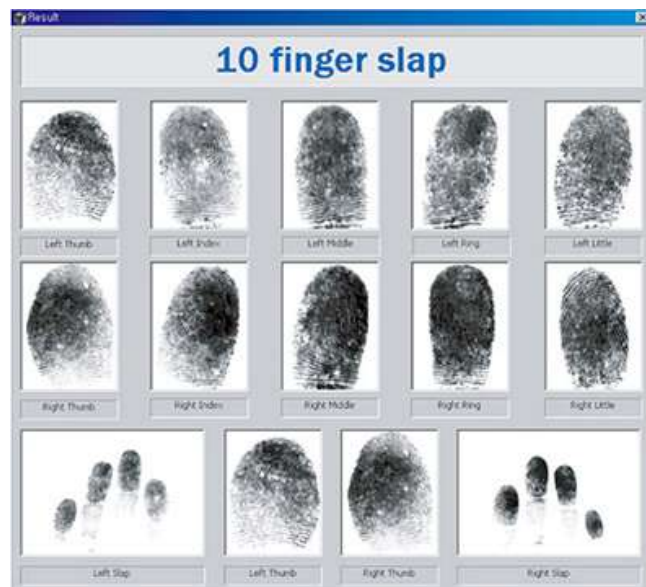 Result
10 finger slap
Left Thumb
Left Index
Left Middle
Left Ring
Left Little
Right Thumb
Right Index
Right Middle
Right Ring
Right Little
Left Slap
Left Thumb
Right Thumb
Right Slap